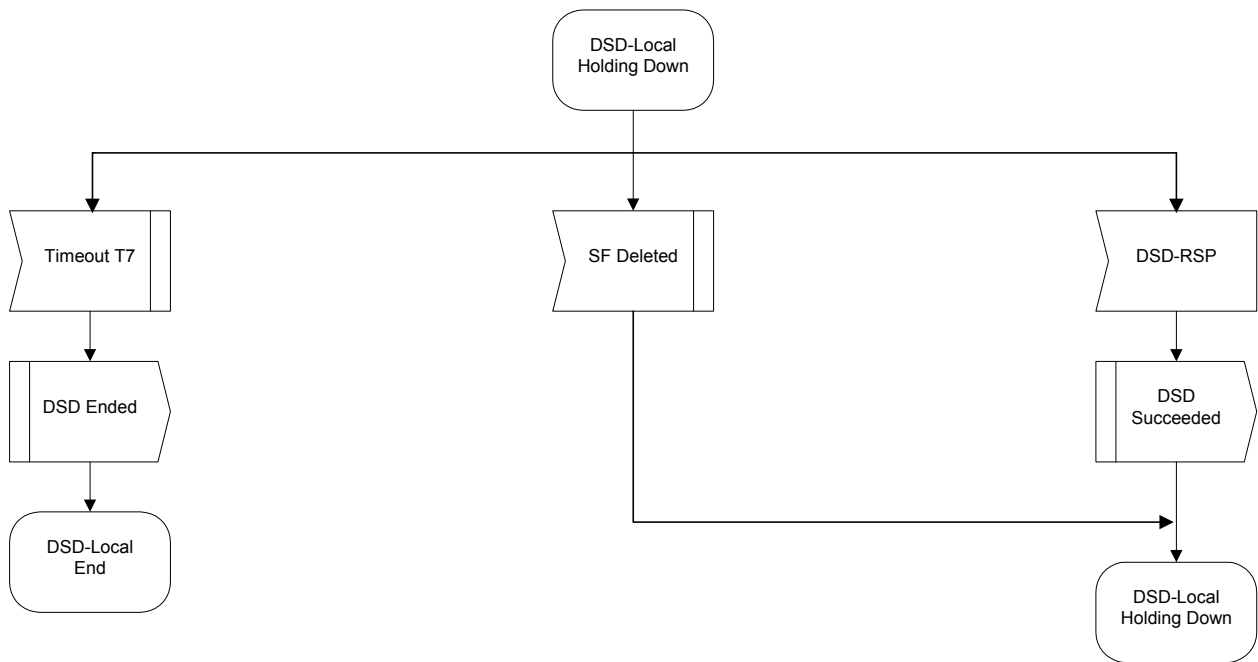 DSD-Local
Holding Down
Timeout T7
SF Deleted
DSD-RSP
DSD Ended
DSD
Succeeded
DSD-Local
End
DSD-Local
Holding Down